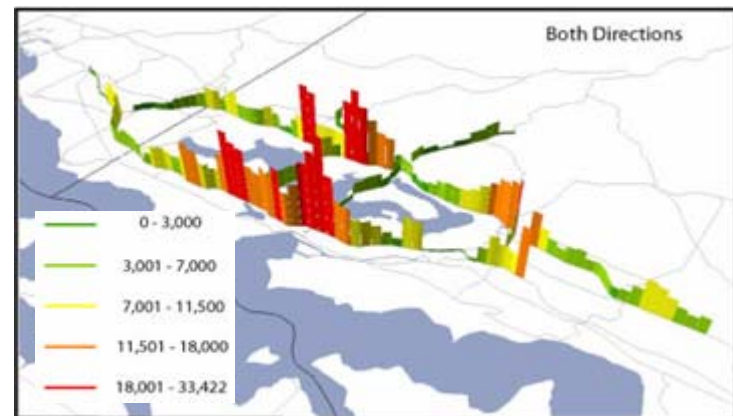 Both Directions
0 - 3,000
3,001 - 7,000
7,001 - 11,500
11,501 - 18,000
18,001 - 33,422